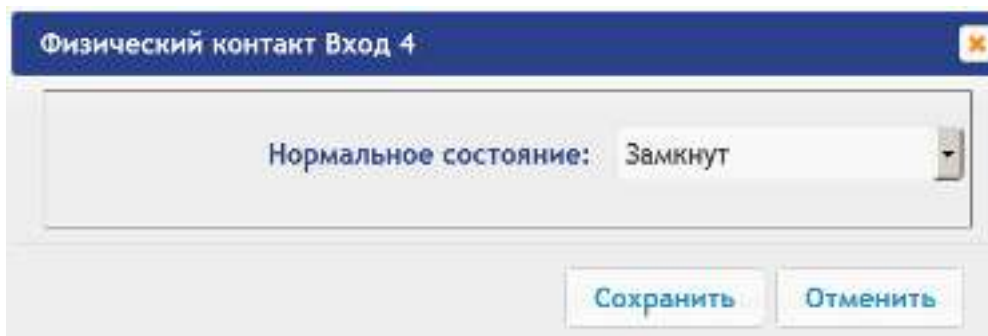 Физический контакт Вход 4
Нормальное состояние: Замкнут
Сохранить Отменить